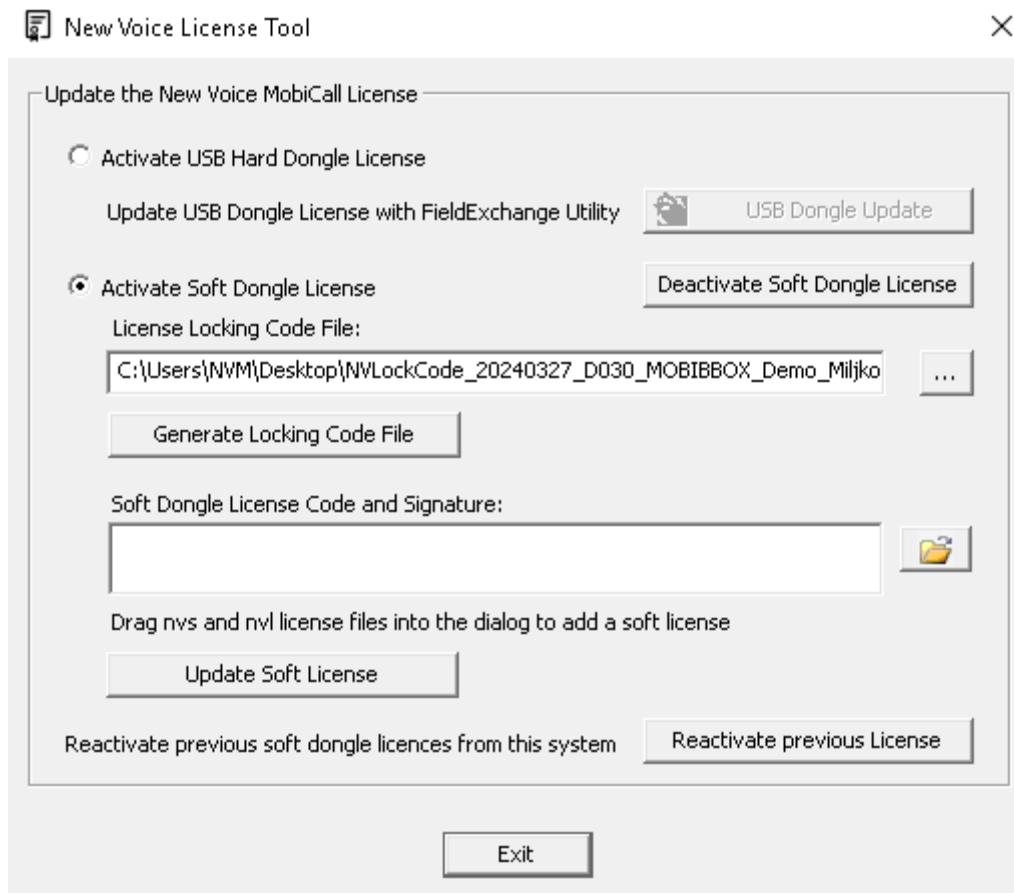 New Voice License Tool
Update the New Voice MobiCall License
Activate USB Hard Dongle License
Update USB Dongle License with FieldExchange Utility
USB Dongle Update
Activate Soft Dongle License
Deactivate Soft Dongle License
License Locking Code File:
C:\Users\NVM\Desktop\NVLockCode_20240327_D030_MOBIBBOX_Demo_Miljko
...
Generate Locking Code File
Soft Dongle License Code and Signature:
Drag nvs and nvl license files into the dialog to add a soft license
Update Soft License
Reactivate previous soft dongle licences from this system
Reactivate previous License
Exit